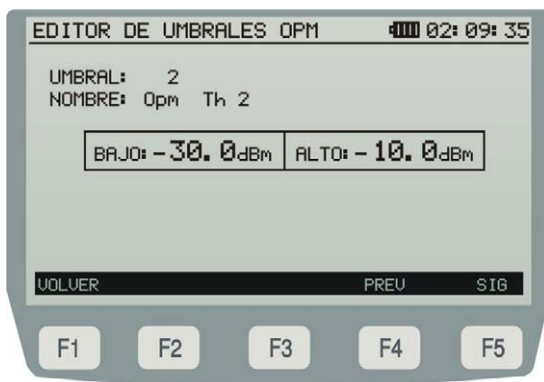 EDITOR DE UMBRALES OPM 02:09:35
UMBRAL: 2
NOMBRE: Opm Th 2
BAJO:-30.0dBm ALTO:-10.0dBm
VOLVER PREV SIG
F1 F2 F3 F4 F5